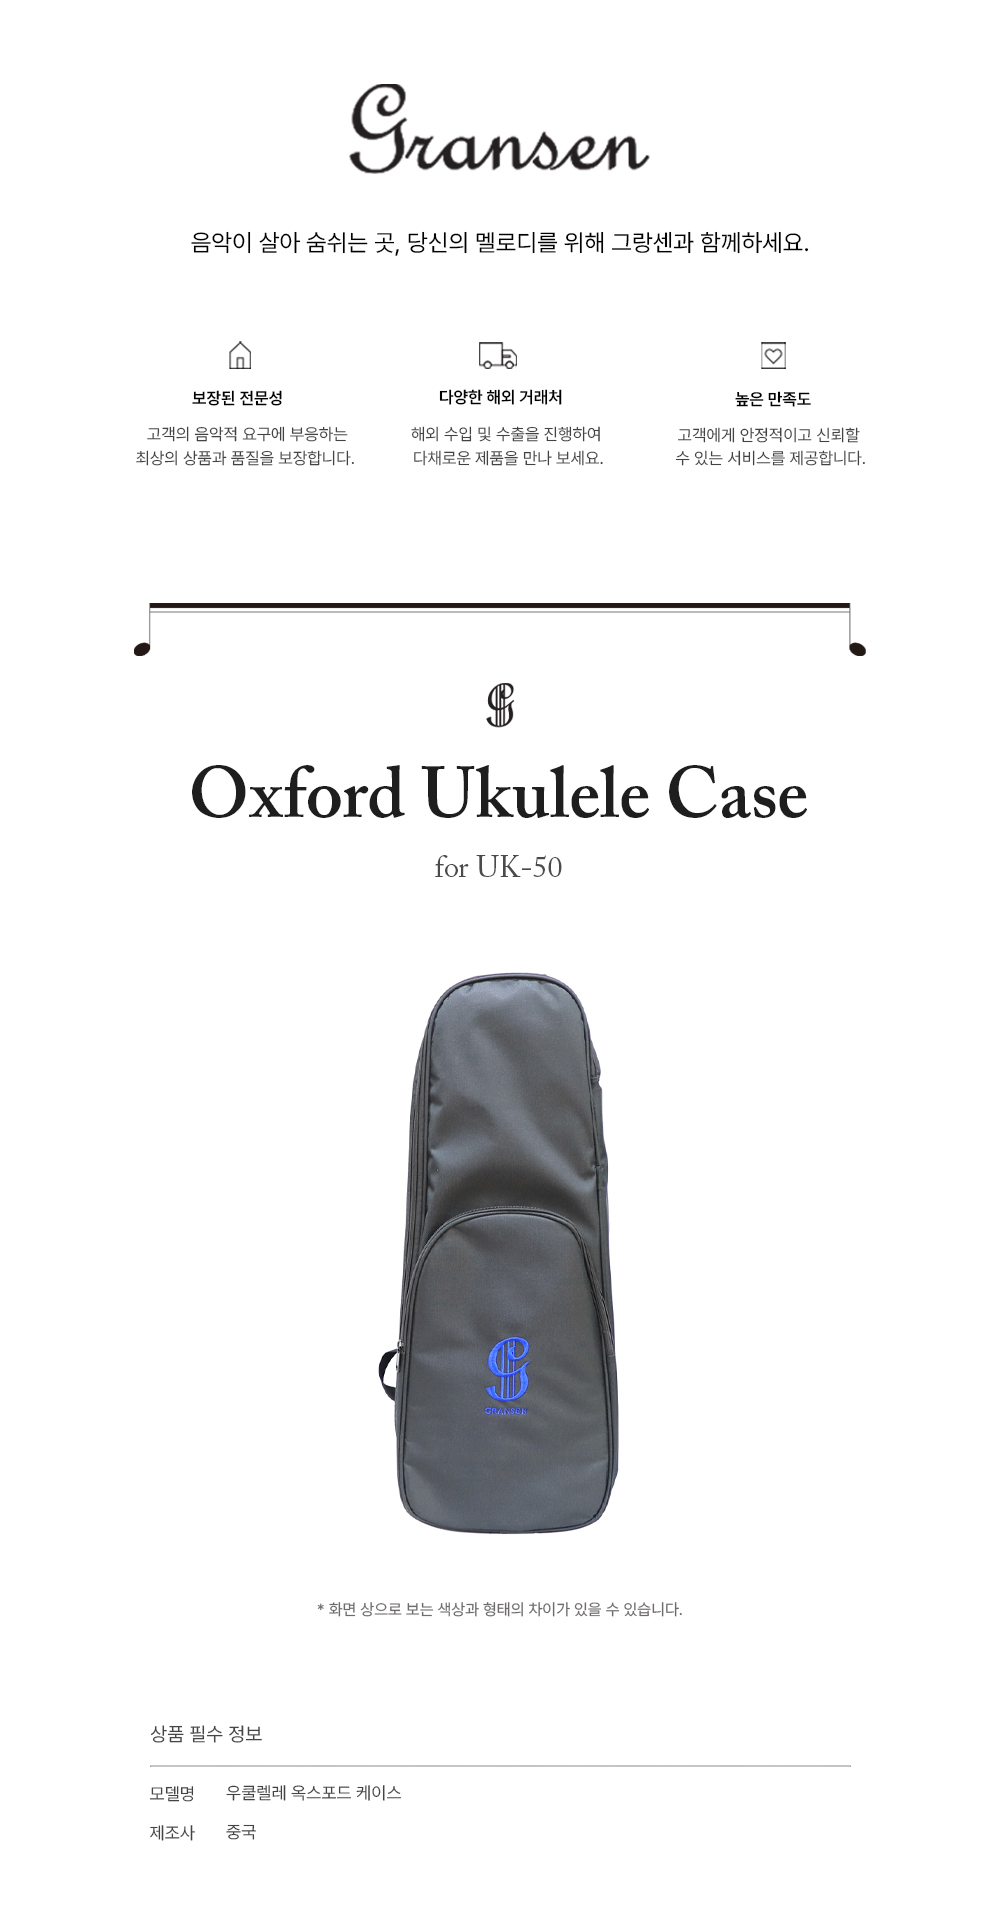 Gransen
음악이 살아 숨쉬는 곳, 당신의 멜로디를 위해 그랑센과 함께하세요.
보장된 전문성
고객의 음악적 요구에 부응하는
최상의 상품과 품질을 보장합니다.
다양한 해외 거래처
해외 수입 및 수출을 진행하여
다채로운 제품을 만나 보세요.
높은 만족도
고객에게 안정적이고 신뢰할
수 있는 서비스를 제공합니다.
Oxford Ukulele Case
for UK-50
GRANSEN
* 화면 상으로 보는 색상과 형태의 차이가 있을 수 있습니다.
상품 필수 정보
모델명 우쿨렐레 옥스포드 케이스
제조사 중국